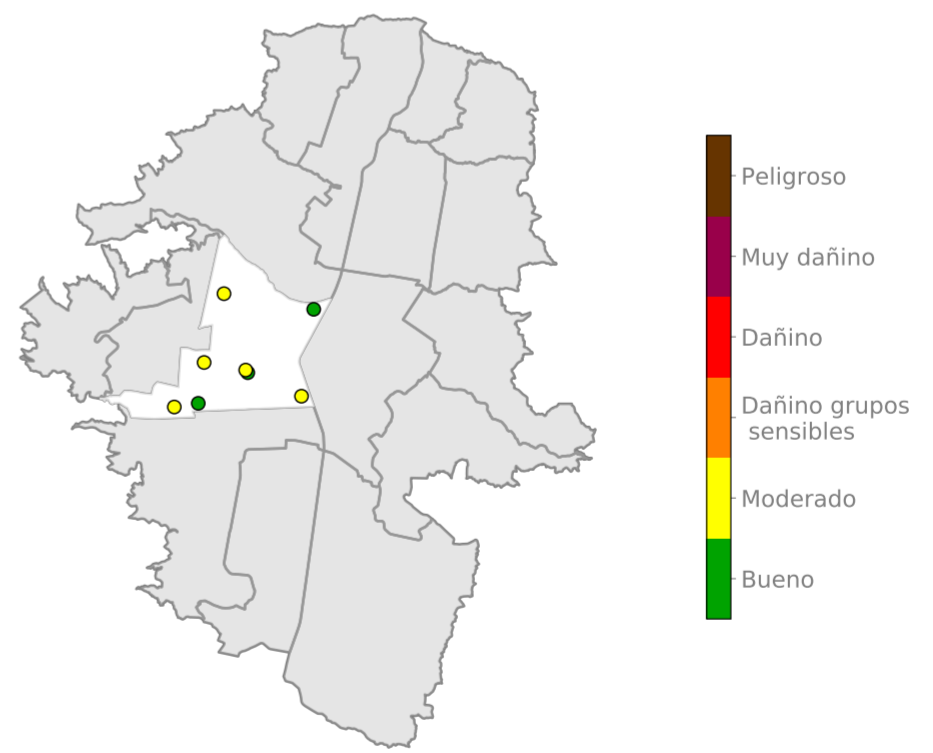 Peligroso
Muy dañino
Dañino
Dañino grupos
sensibles
Moderado
Bueno